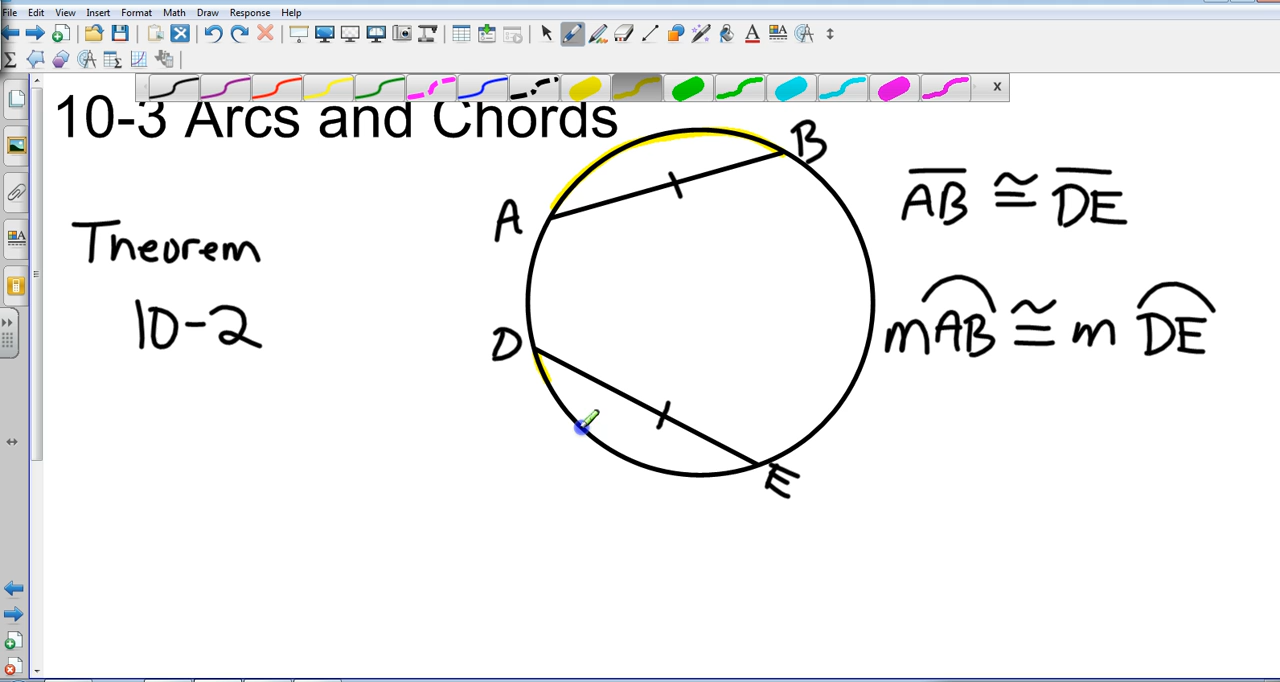 File Edit View Insert Format Math Draw Response Help
10-3 Arcs and Chords
Theorem
10-2
A
B
D
E
AB ≅ DE
mAB ≅ m DE